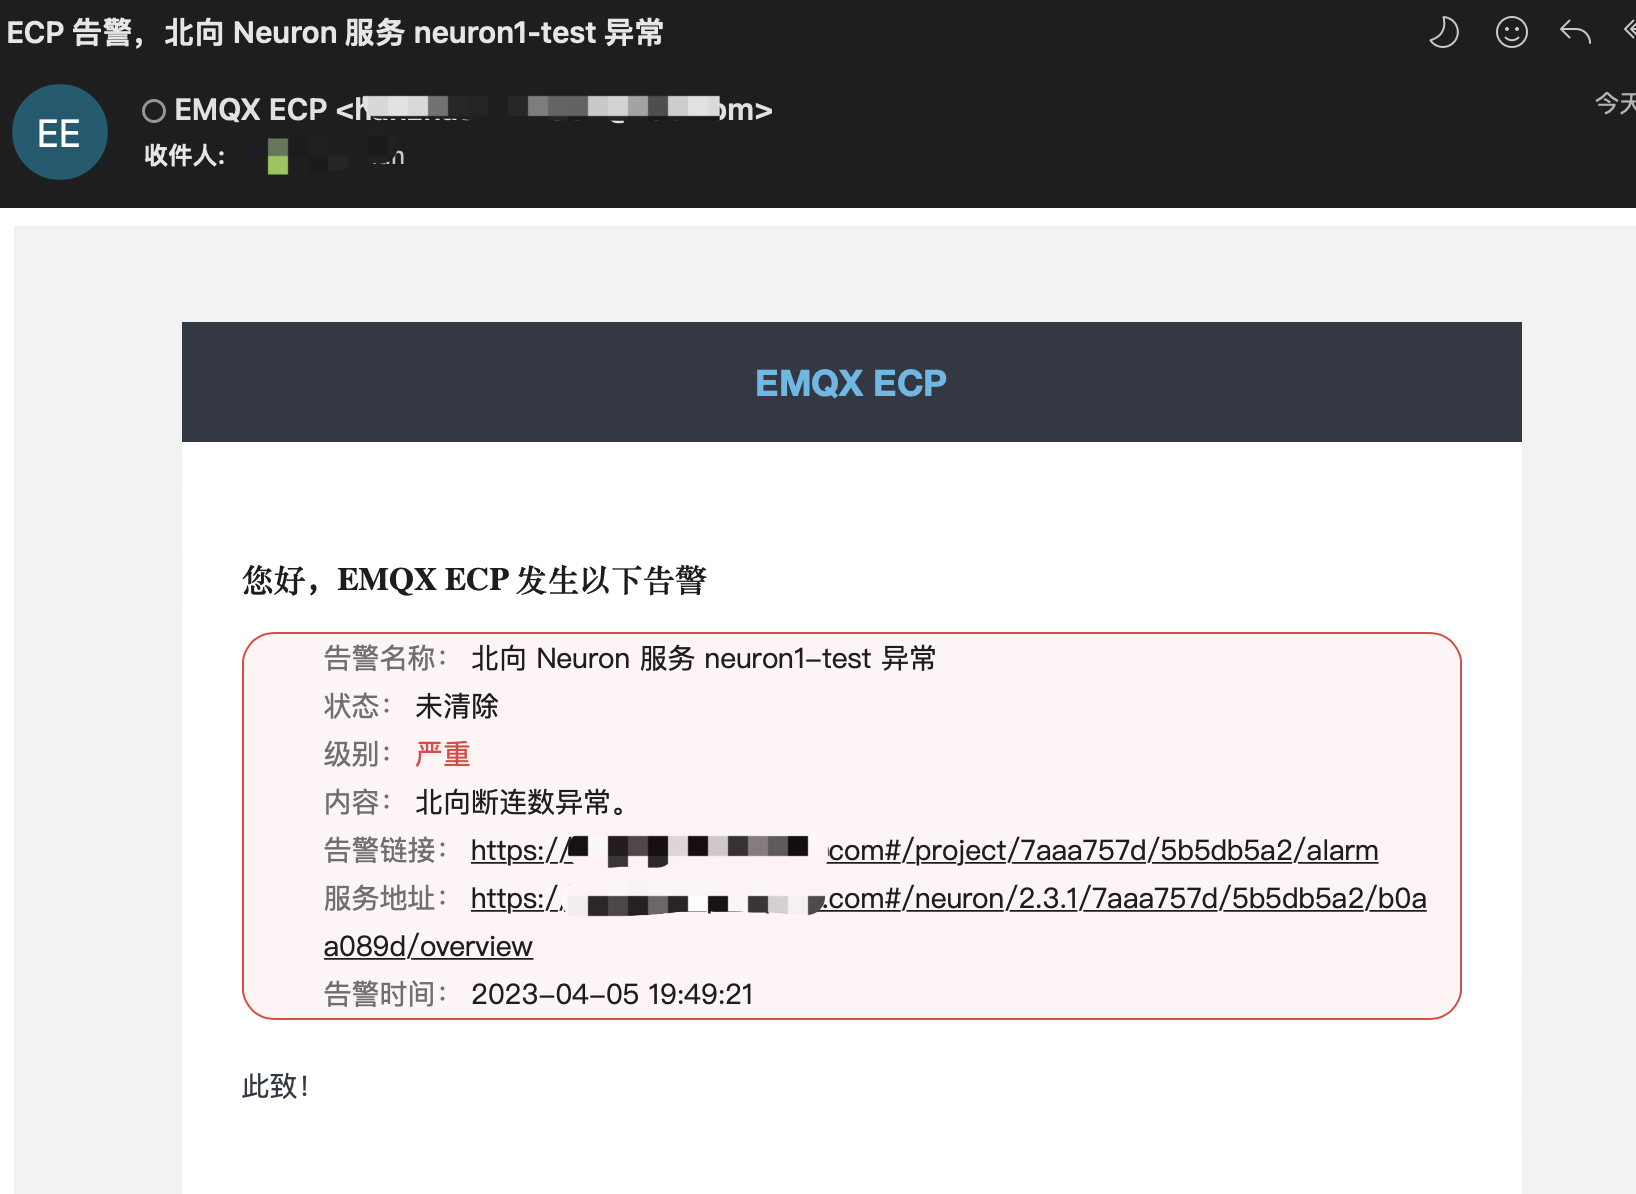 ECP 告警，北向 Neuron 服务 neuron1-test 异常
EE
EMQX ECP <h
om>
今天
收件人:
EMQX ECP
您好，EMQX ECP 发生以下告警
告警名称： 北向 Neuron 服务 neuron1-test 异常
状态： 未清除
级别： 严重
内容： 北向断连数异常。
告警链接： https:// .com#/project/7aaa757d/5b5db5a2/alarm
服务地址： https:/ .com#/neuron/2.3.1/7aaa757d/5b5db5a2/b0a
a089d/overview
告警时间： 2023-04-05 19:49:21
此致！